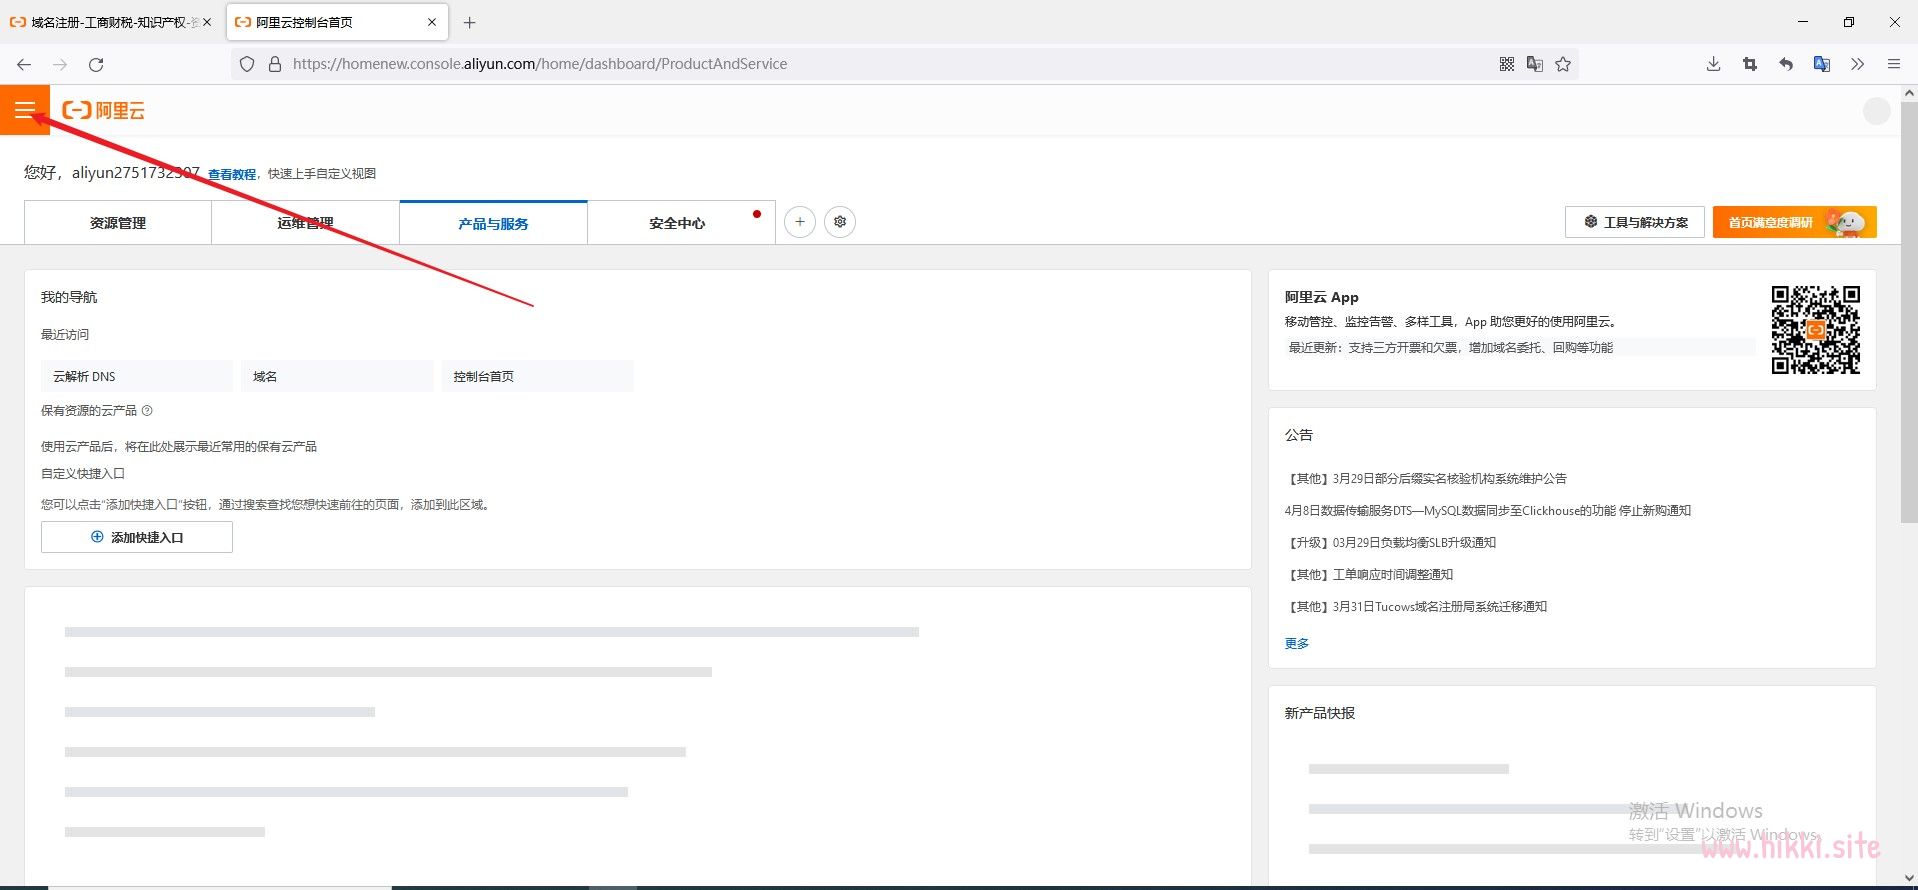 域名注册-工商财税-知识产权-资
阿里云控制台首页
https://homenew.console.aliyun.com/home/dashboard/ProductAndService
阿里云
您好，aliyun2751732307 查看教程，快速上手自定义视图
资源管理
运维管理
产品与服务
安全中心
工具与解决方案
首页满意度调研
我的导航
最近访问
云解析 DNS
域名
控制台首页
保有资源的云产品
使用云产品后，将在此处展示最近常用的保有云产品
自定义快捷入口
您可以点击“添加快捷入口”按钮，通过搜索查找您想快速前往的页面，添加到此区域。
添加快捷入口
阿里云 App
移动管控、监控告警、多样工具，App 助您更好的使用阿里云。
最近更新：支持三方开票和欠票，增加域名委托、回购等功能
公告
【其他】3月29日部分后缀实名核验机构系统维护公告
4月8日数据传输服务DTS—MySQL数据同步至Clickhouse的功能 停止新购通知
【升级】03月29日负载均衡SLB升级通知
【其他】工单响应时间调整通知
【其他】3月31日Tucows域名注册局系统迁移通知
更多
新产品快报
激活 Windows
转到“设置”以激活 Windows。
www.hikki.site